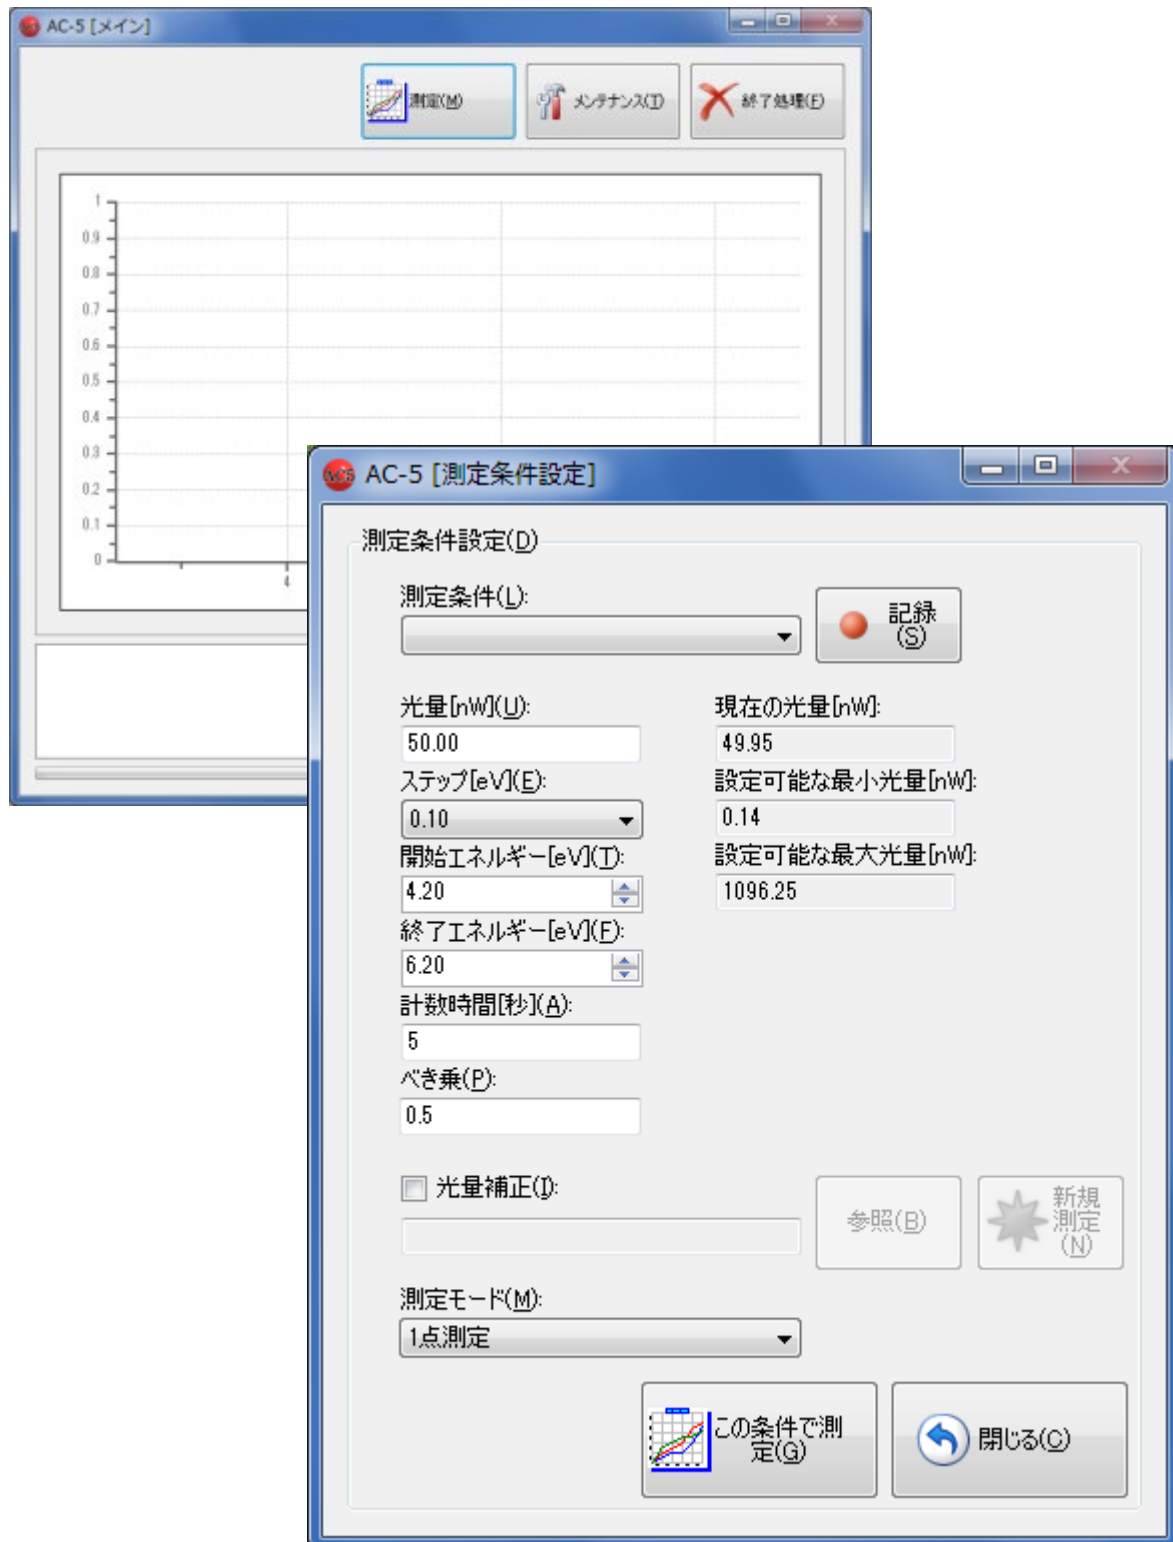 AC-5 [メイン]
測定(M)
メンテナンス(T)
終了処理(F)
1
0.9
0.8
0.7
0.6
0.5
0.4
0.3
0.2
0.1
0
4
AC5 AC-5 [測定条件設定]
測定条件設定(D)
測定条件(L):
記録
(S)
光量[nW](U):
現在の光量[nW]:
50.00
49.95
ステップ[eV](E):
設定可能な最小光量[nW]:
0.10
0.14
開始エネルギー[eV](T):
設定可能な最大光量[nW]:
4.20
1096.25
終了エネルギー[eV](F):
6.20
計数時間[秒](A):
5
べき乗(P):
0.5
光量補正(I):
参照(B)
新規
測定
(N)
測定モード(M):
1点測定
この条件で測
定(G)
閉じる(C)